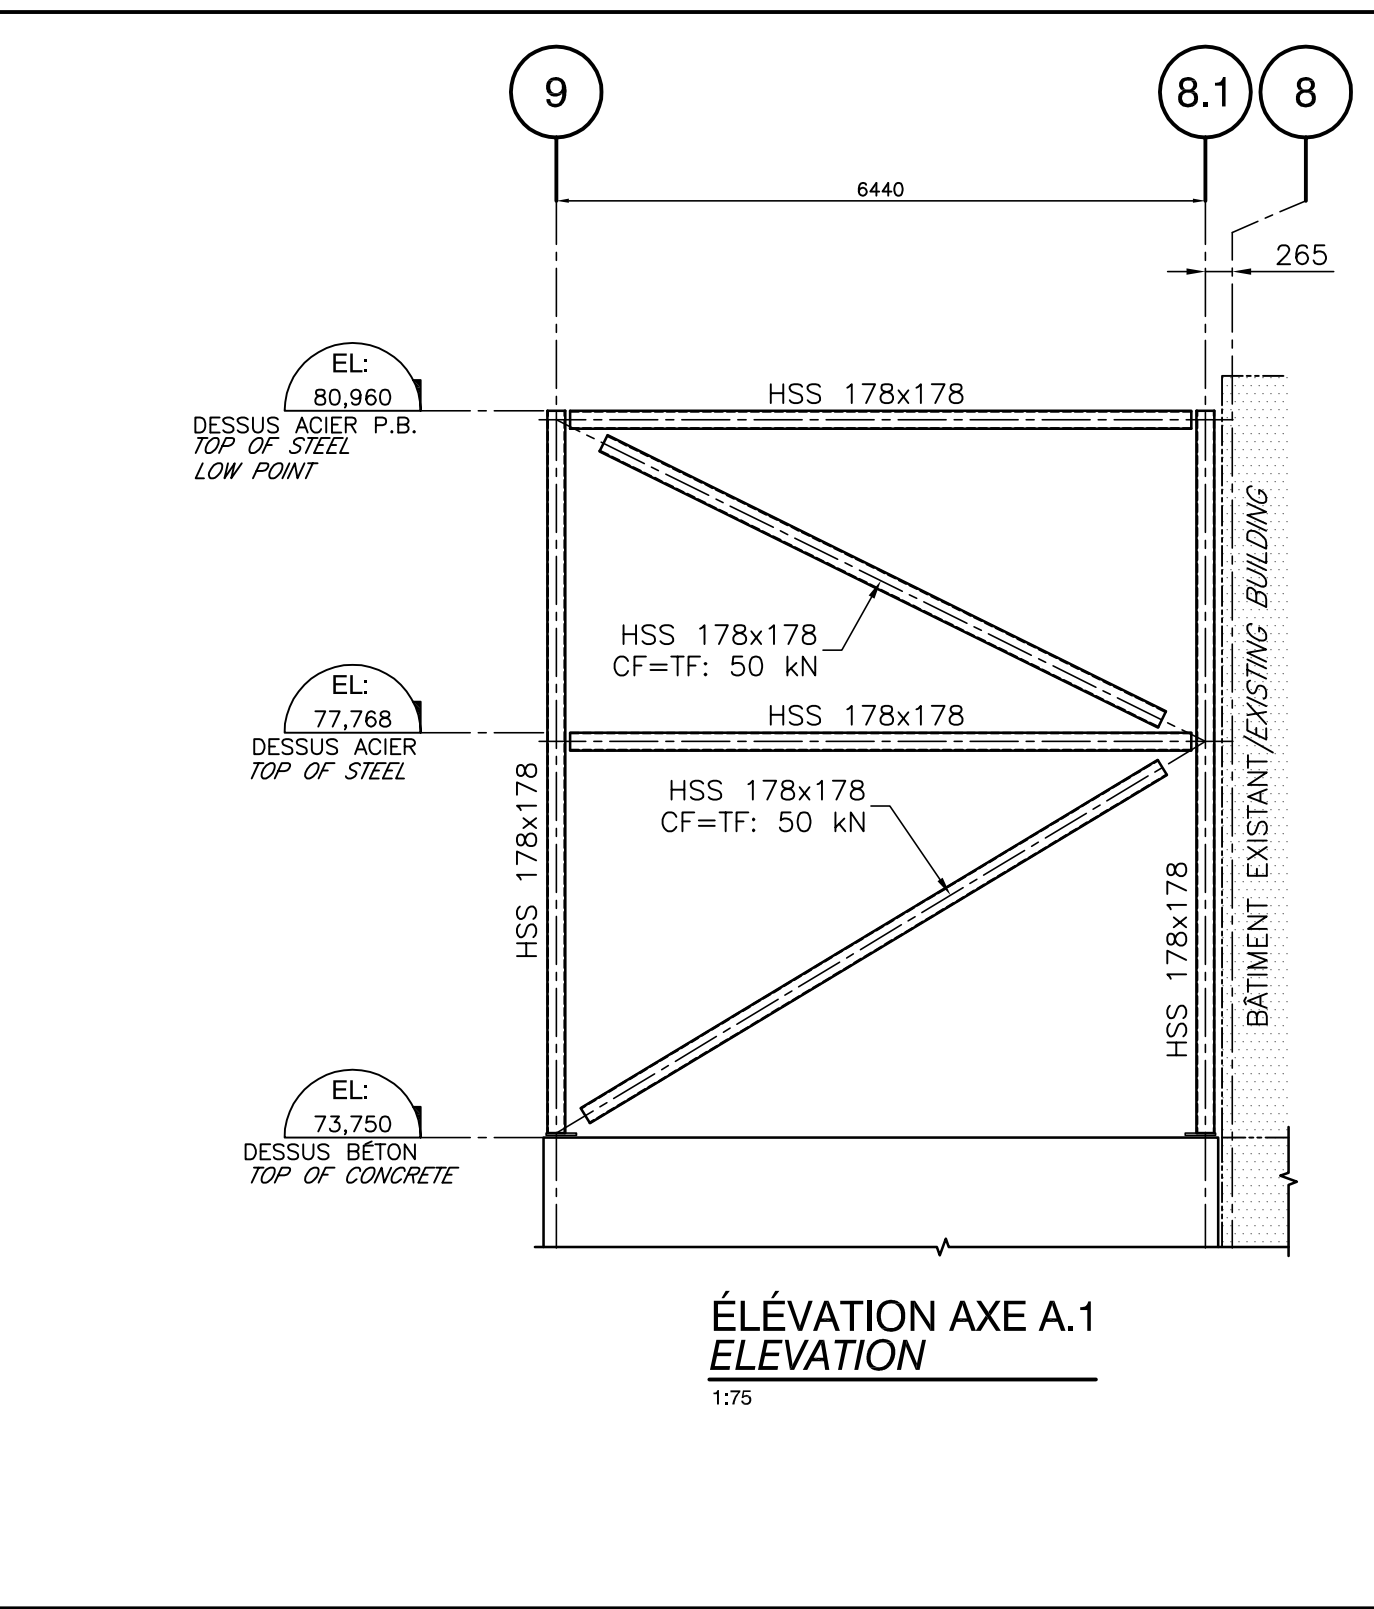 9
8.1
8
6440
265
EL:
80,960
DESSUS ACIER P.B.
TOP OF STEEL
LOW POINT
HSS 178x178
HSS 178x178
CF=TF: 50 kN
EL:
77,768
DESSUS ACIER
TOP OF STEEL
HSS 178x178
HSS 178x178
CF=TF: 50 kN
HSS 178x178
HSS 178x178
BÂTIMENT EXISTANT/EXISTING BUILDING
EL:
73,750
DESSUS BÉTON
TOP OF CONCRETE
ÉLÉVATION AXE A.1
ELEVATION
1:75